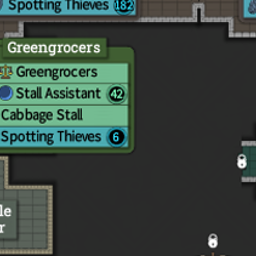 Spotting Thieves 182
Greengrocers
Greengrocers
Stall Assistant 42
Cabbage Stall
Spotting Thieves 6